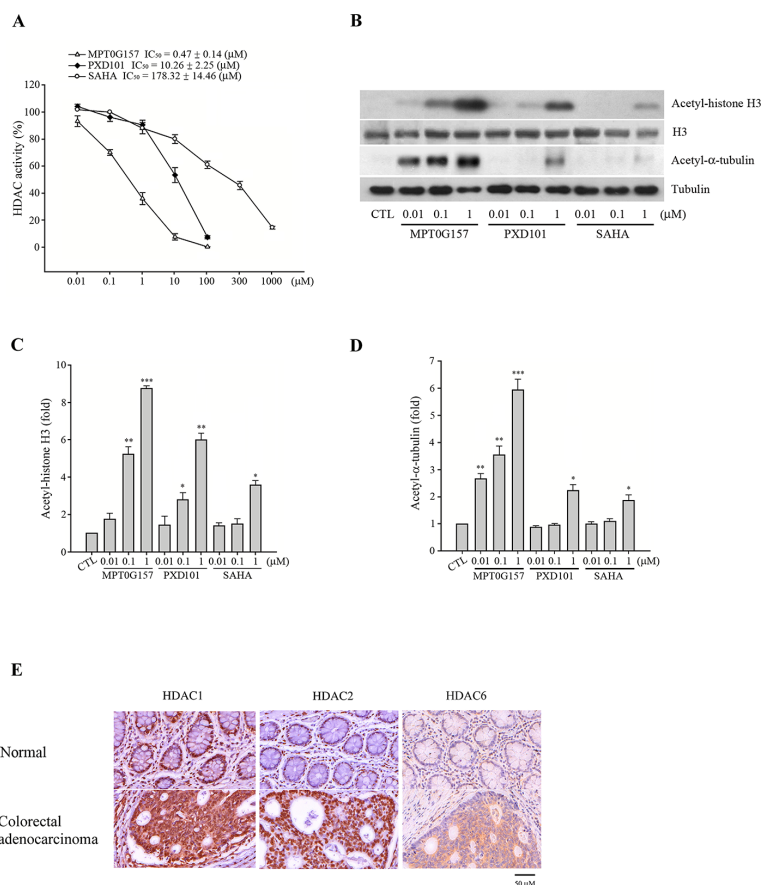 A
MPT0G157 IC₅₀ = 0.47 ± 0.14 (μM)
PXD101 IC₅₀ = 10.26 ± 2.25 (μM)
SAHA IC₅₀ = 178.32 ± 14.46 (μM)
HDAC activity (%)
120
100
80
60
40
20
0
0.01 0.1 1 10 100 300 1000 (μM)
B
Acetyl-histone H3
H3
Acetyl-α-tubulin
Tubulin
CTL 0.01 0.1 1 0.01 0.1 1 0.01 0.1 1 (μM)
MPT0G157 PXD101 SAHA
C
Acetyl-histone H3 (fold)
10
8
6
4
2
0
** *** * ** *
CTL 0.01 0.1 1 0.01 0.1 1 0.01 0.1 1 (μM)
MPT0G157 PXD101 SAHA
D
Acetyl-α-tubulin (fold)
7
6
5
4
3
2
1
0
** ** *** * *
CTL 0.01 0.1 1 0.01 0.1 1 0.01 0.1 1 (μM)
MPT0G157 PXD101 SAHA
E
HDAC1 HDAC2 HDAC6
Normal
Colorectal
adenocarcinoma
50 μM